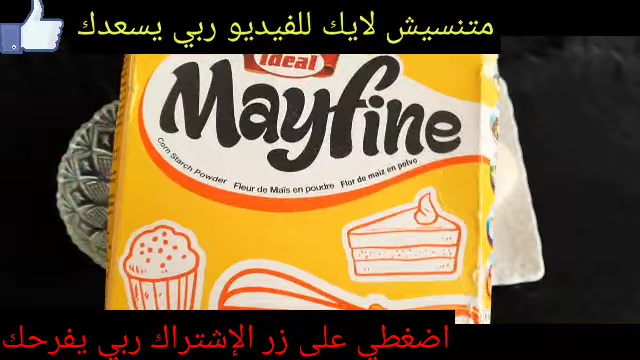 متنسيش لايك للفيديو ربي يسعدك
Ideal
Mayfine
Corn Starch Powder Fleur de Maïs en poudre Flor de maiz en polvo
اضغطي على زر الإشتراك ربي يفرحك